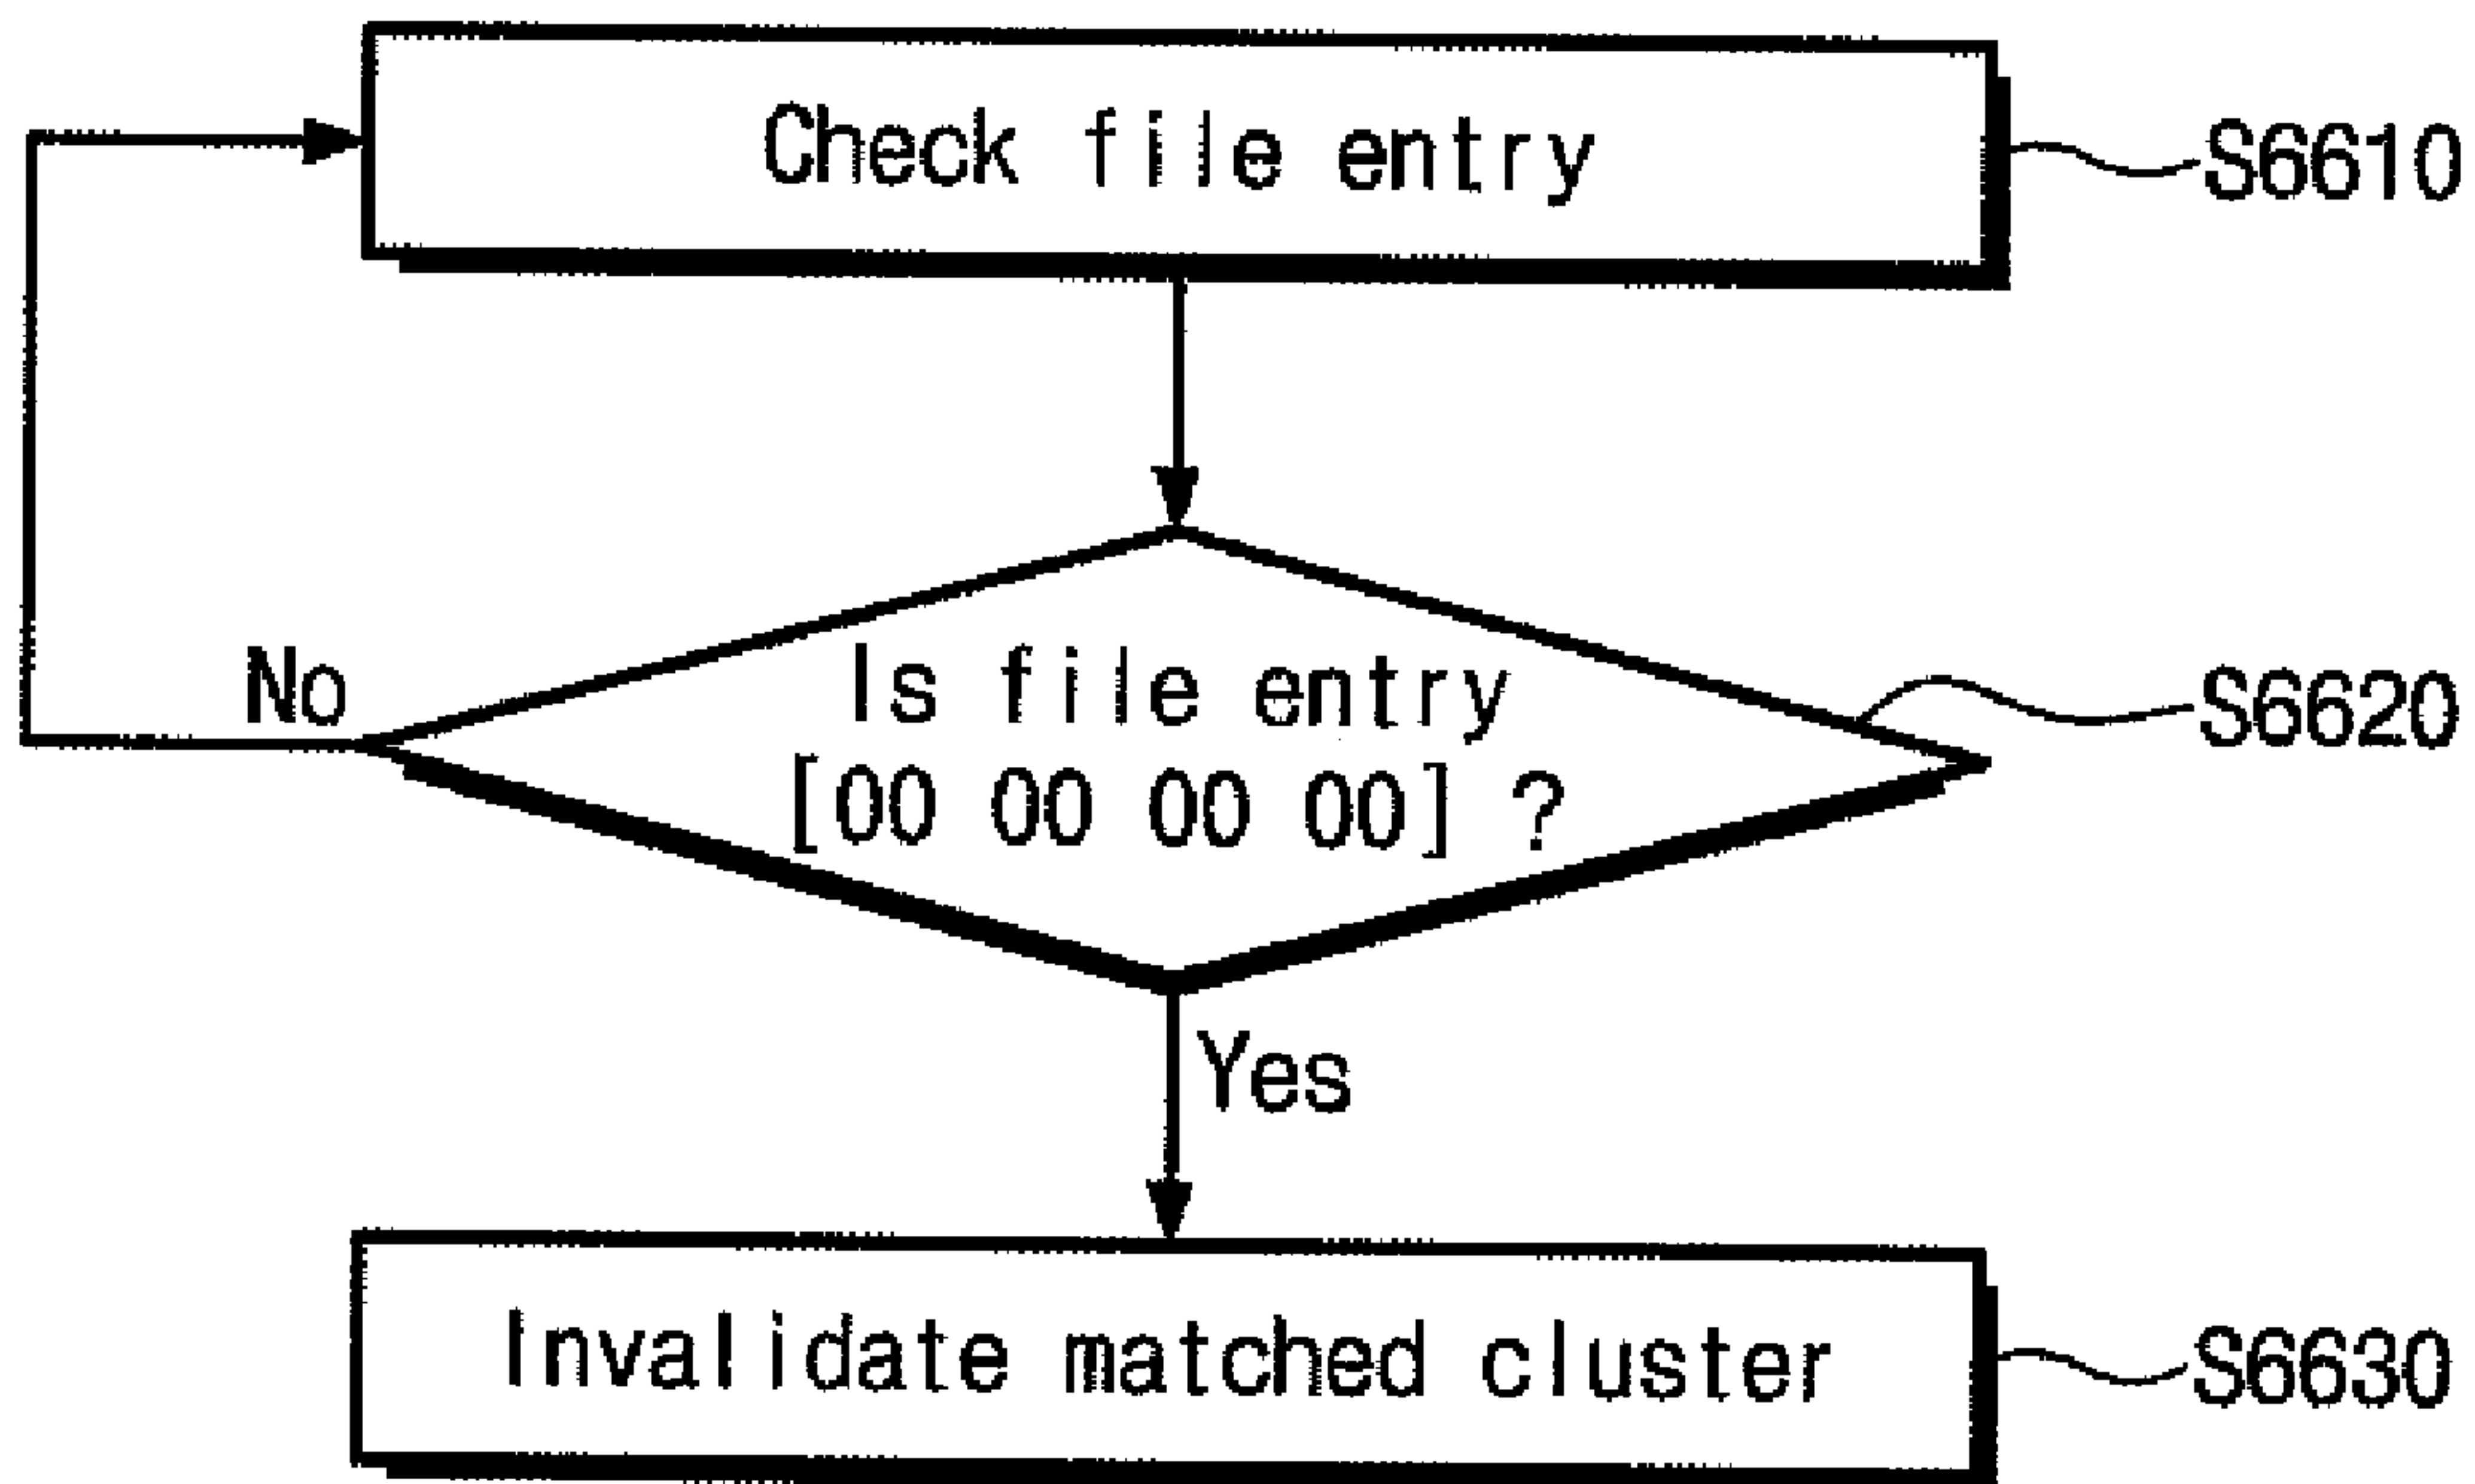 Check file entry
S6610
No
Is file entry
[00 00 00 00] ?
S6620
Yes
Invalidate matched cluster
S6630